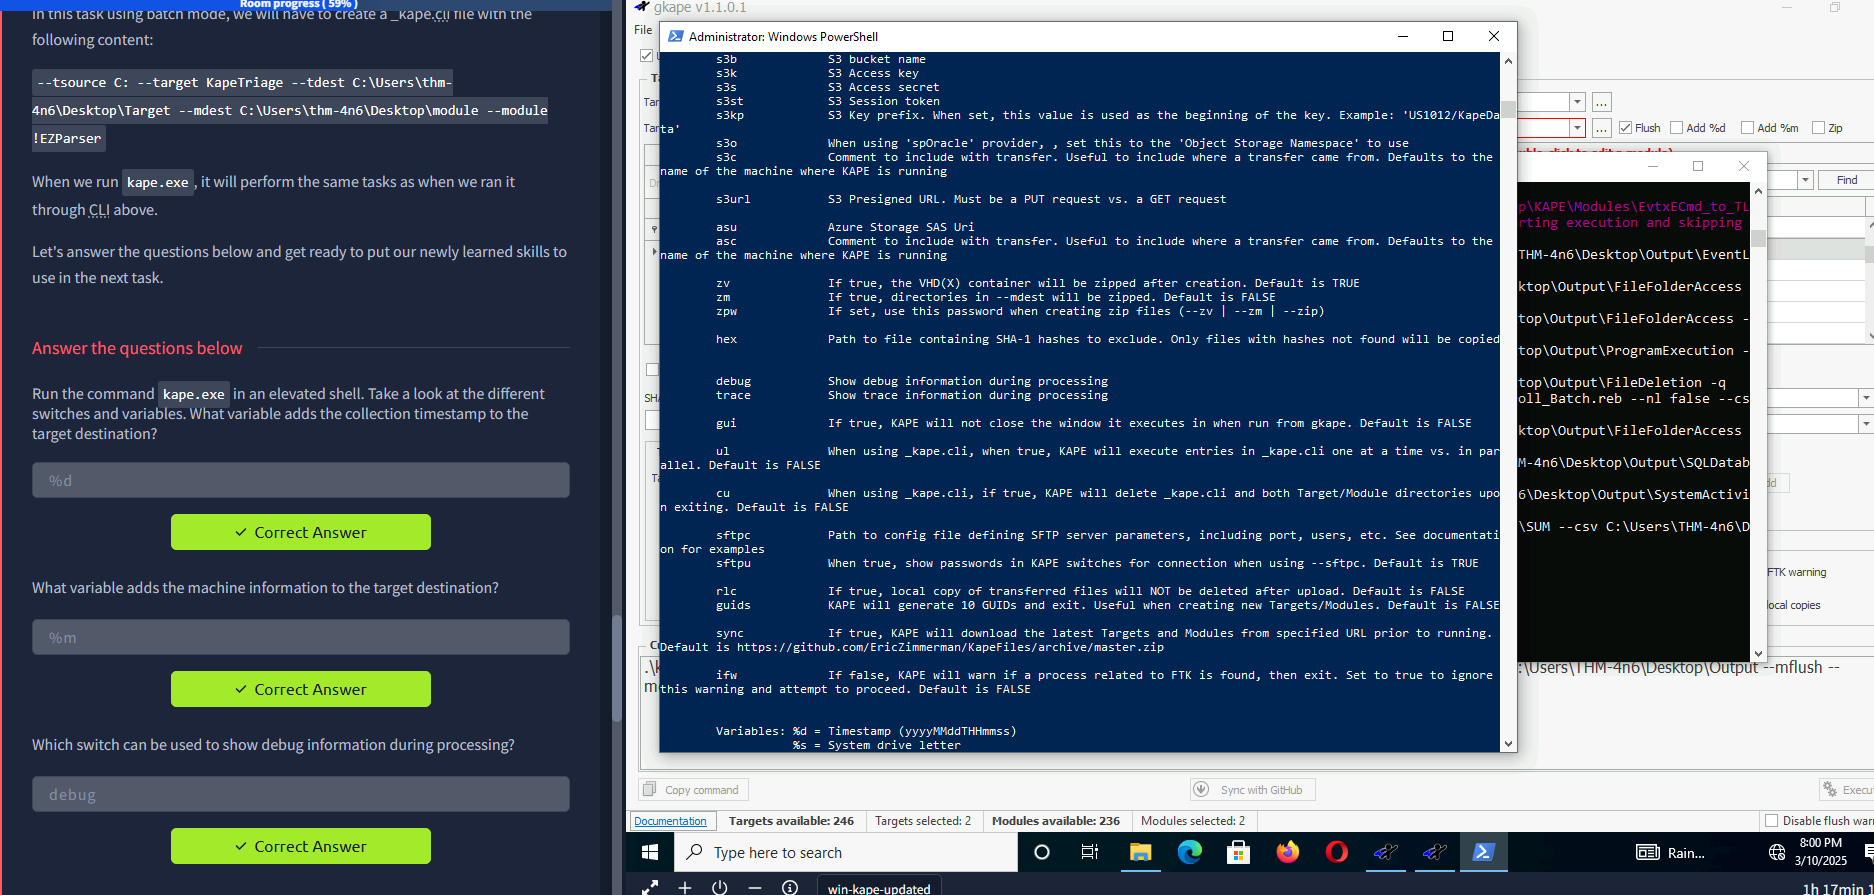 Room progress ( 59% )
In this task using batch mode, we will have to create a _kape.cli file with the
following content:
--tsource C: --target KapeTriage --tdest C:\Users\thm-
4n6\Desktop\Target --mdest C:\Users\thm-4n6\Desktop\module --module
!EZParser
When we run kape.exe, it will perform the same tasks as when we ran it
through CLI above.
Let's answer the questions below and get ready to put our newly learned skills to
use in the next task.
Answer the questions below
Run the command kape.exe in an elevated shell. Take a look at the different
switches and variables. What variable adds the collection timestamp to the
target destination?
%d
✓ Correct Answer
What variable adds the machine information to the target destination?
%m
✓ Correct Answer
Which switch can be used to show debug information during processing?
debug
✓ Correct Answer
gkape v1.1.0.1
File
Administrator: Windows PowerShell
s3b S3 bucket name
s3k S3 Access key
s3s S3 Access secret
s3st S3 Session token
s3kp S3 Key prefix. When set, this value is used as the beginning of the key. Example: 'US1012/KapeDa
ta'
s3o When using 'spOracle' provider, , set this to the 'Object Storage Namespace' to use
s3c Comment to include with transfer. Useful to include where a transfer came from. Defaults to the
name of the machine where KAPE is running
s3url S3 Presigned URL. Must be a PUT request vs. a GET request
asu Azure Storage SAS Uri
asc Comment to include with transfer. Useful to include where a transfer came from. Defaults to the
name of the machine where KAPE is running
zv If true, the VHD(X) container will be zipped after creation. Default is TRUE
zm If true, directories in --mdest will be zipped. Default is FALSE
zpw If set, use this password when creating zip files (--zv | --zm | --zip)
hex Path to file containing SHA-1 hashes to exclude. Only files with hashes not found will be copied
debug Show debug information during processing
trace Show trace information during processing
gui If true, KAPE will not close the window it executes in when run from gkape. Default is FALSE
ul When using _kape.cli, when true, KAPE will execute entries in _kape.cli one at a time vs. in par
allel. Default is FALSE
cu When using _kape.cli, if true, KAPE will delete _kape.cli and both Target/Module directories upo
n exiting. Default is FALSE
sftpc Path to config file defining SFTP server parameters, including port, users, etc. See documentati
on for examples
sftpu When true, show passwords in KAPE switches for connection when using --sftpc. Default is TRUE
rlc If true, local copy of transferred files will NOT be deleted after upload. Default is FALSE
guids KAPE will generate 10 GUIDs and exit. Useful when creating new Targets/Modules. Default is FALSE
sync If true, KAPE will download the latest Targets and Modules from specified URL prior to running.
Default is https://github.com/EricZimmerman/KapeFiles/archive/master.zip
ifw If false, KAPE will warn if a process related to FTK is found, then exit. Set to true to ignore
this warning and attempt to proceed. Default is FALSE
Variables: %d = Timestamp (yyyyMMddTHHmmss)
%s = System drive letter
... Flush Add %d Add %m Zip
Find
p\KAPE\Modules\EvtxECmd_to_TL
rting execution and skipping
THM-4n6\Desktop\Output\EventL
ktop\Output\FileFolderAccess
top\Output\FileFolderAccess -
top\Output\ProgramExecution -
top\Output\FileDeletion -q
oll_Batch.reb --nl false --cs
ktop\Output\FileFolderAccess
M-4n6\Desktop\Output\SQLDatab
6\Desktop\Output\SystemActivi
\SUM --csv C:\Users\THM-4n6\D
FTK warning
local copies
:\Users\THM-4n6\Desktop\Output --mflush --
Copy command
Sync with GitHub
Execu
Documentation Targets available: 246 Targets selected: 2 Modules available: 236 Modules selected: 2
Disable flush war
Type here to search
Rain...
8:00 PM
3/10/2025
win-kape-updated
1h 17min 1